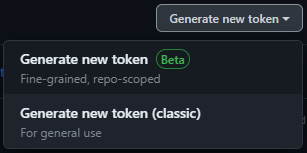 Generate new token
Generate new token Beta
Fine-grained, repo-scoped
Generate new token (classic)
For general use